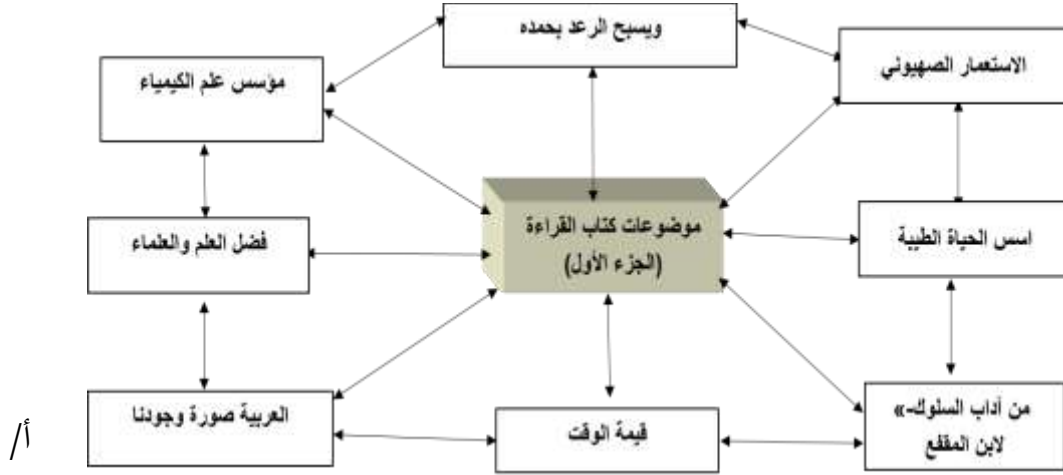 ويسبح الرعد بحمده
الاستعمار الصهيوني
مؤسس علم الكيمياء
موضوعات كتاب القراءة
(الجزء الأول)
اسس الحياة الطيبة
فضل العلم والعلماء
من آداب السلوك-»
لابن المقفع
قيمة الوقت
العربية صورة وجودنا
أ/